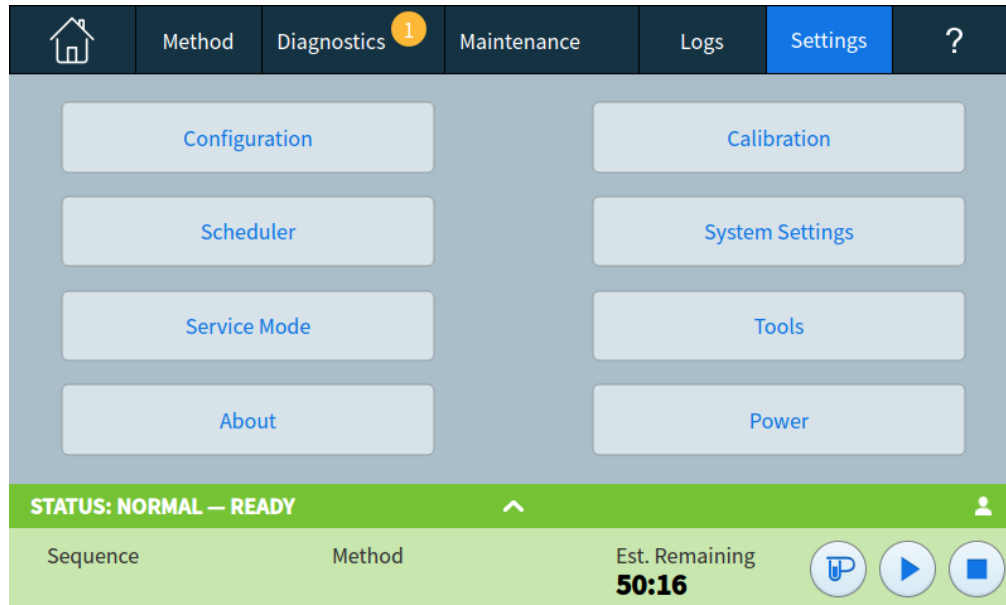 Method Diagnostics 1 Maintenance Logs Settings ?
Configuration Calibration
Scheduler System Settings
Service Mode Tools
About Power
STATUS: NORMAL — READY
Sequence Method Est. Remaining
50:16